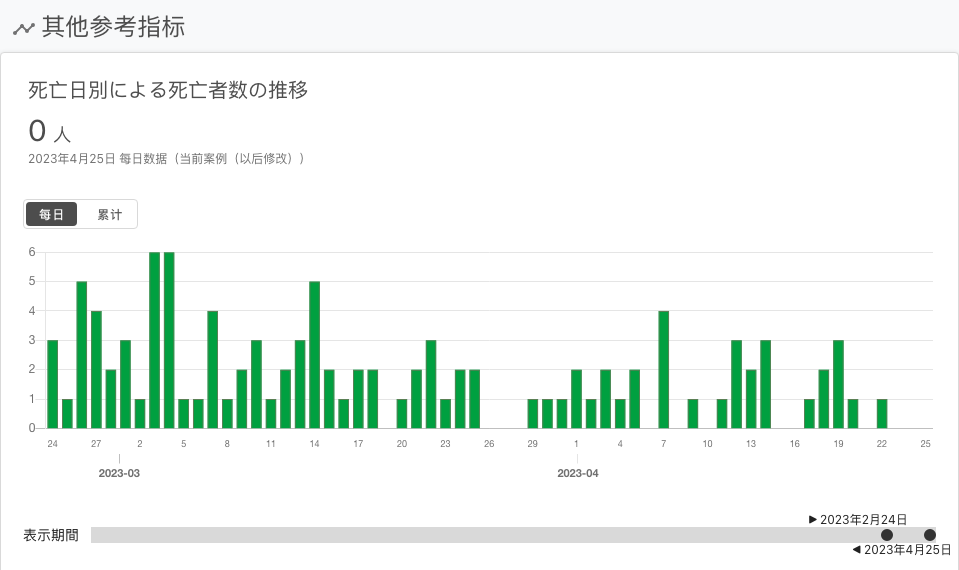 其他参考指标
死亡日別による死亡者数の推移
0 人
2023年4月25日 每日数据（当前案例（以后修改））
每日 累计
6
5
4
3
2
1
0
24 27 2 5 8 11 14 17 20 23 26 29 1 4 7 10 13 16 19 22 25
2023-03 2023-04
2023年2月24日
表示期間
2023年4月25日